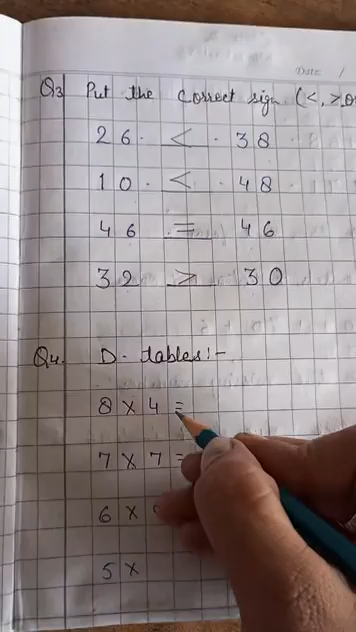 Date /
Q3 Put the correct sign (<, >,
26. < . 38
10. < . 48
46 = 46
32 > 30
Q4. D. tables:-
8 x 4 =
7 x 7 =
6 x
5 x